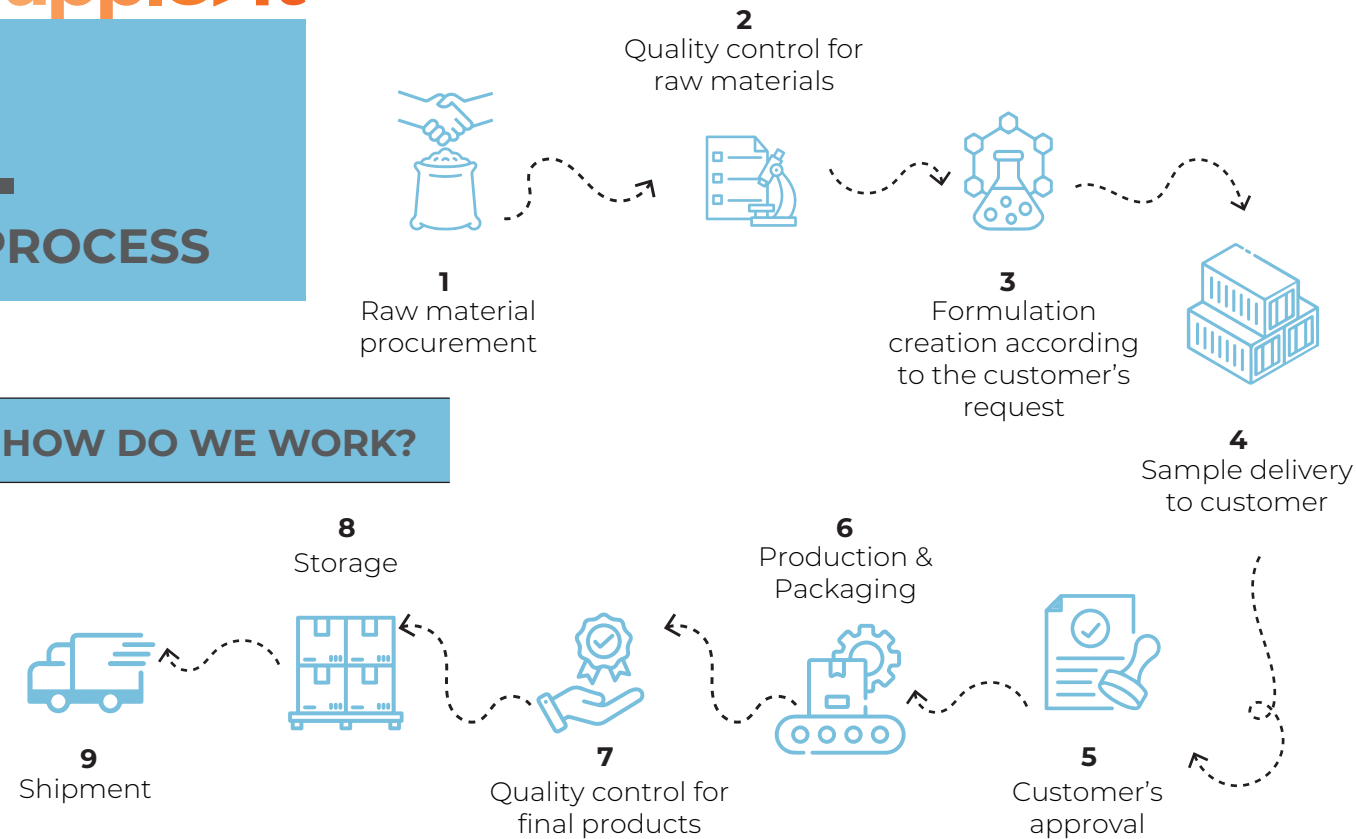 PROCESS
HOW DO WE WORK?
1
Raw material
procurement
2
Quality control for
raw materials
3
Formulation
creation according
to the customer's
request
4
Sample delivery
to customer
5
Customer's
approval
6
Production &
Packaging
7
Quality control for
final products
8
Storage
9
Shipment